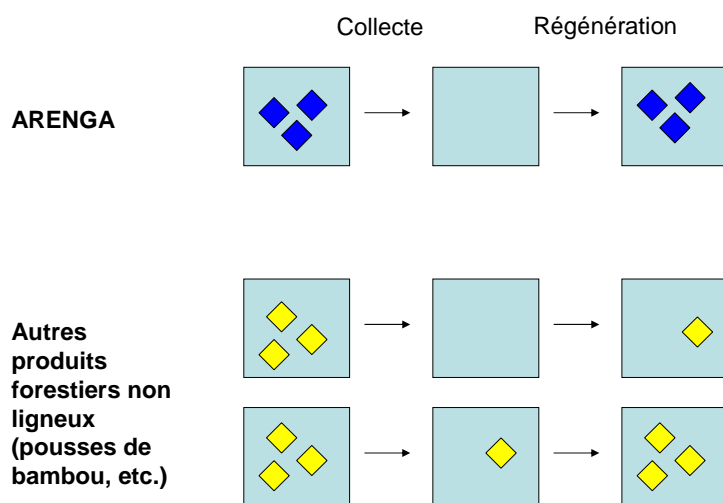 Collecte
Régénération
ARENGA
Autres
produits
forestiers non
ligneux
(pousses de
bambou, etc.)